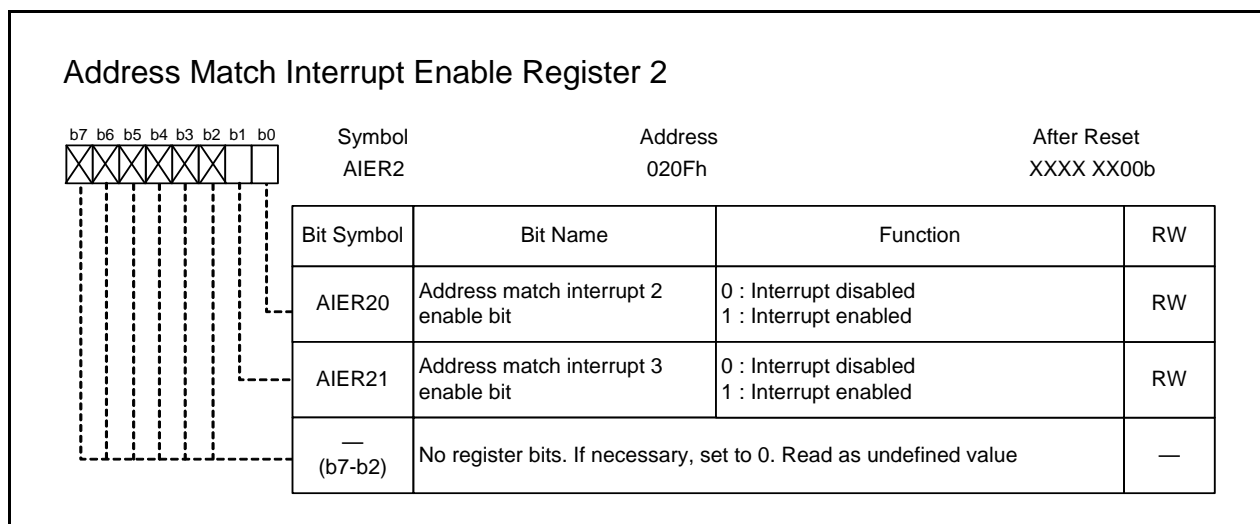 Address Match Interrupt Enable Register 2
b7 b6 b5 b4 b3 b2 b1 b0
Symbol Address After Reset
AIER2 020Fh XXXX XX00b
Bit Symbol Bit Name Function RW
AIER20 Address match interrupt 2 enable bit 0 : Interrupt disabled
1 : Interrupt enabled RW
AIER21 Address match interrupt 3 enable bit 0 : Interrupt disabled
1 : Interrupt enabled RW
—
(b7-b2) No register bits. If necessary, set to 0. Read as undefined value —